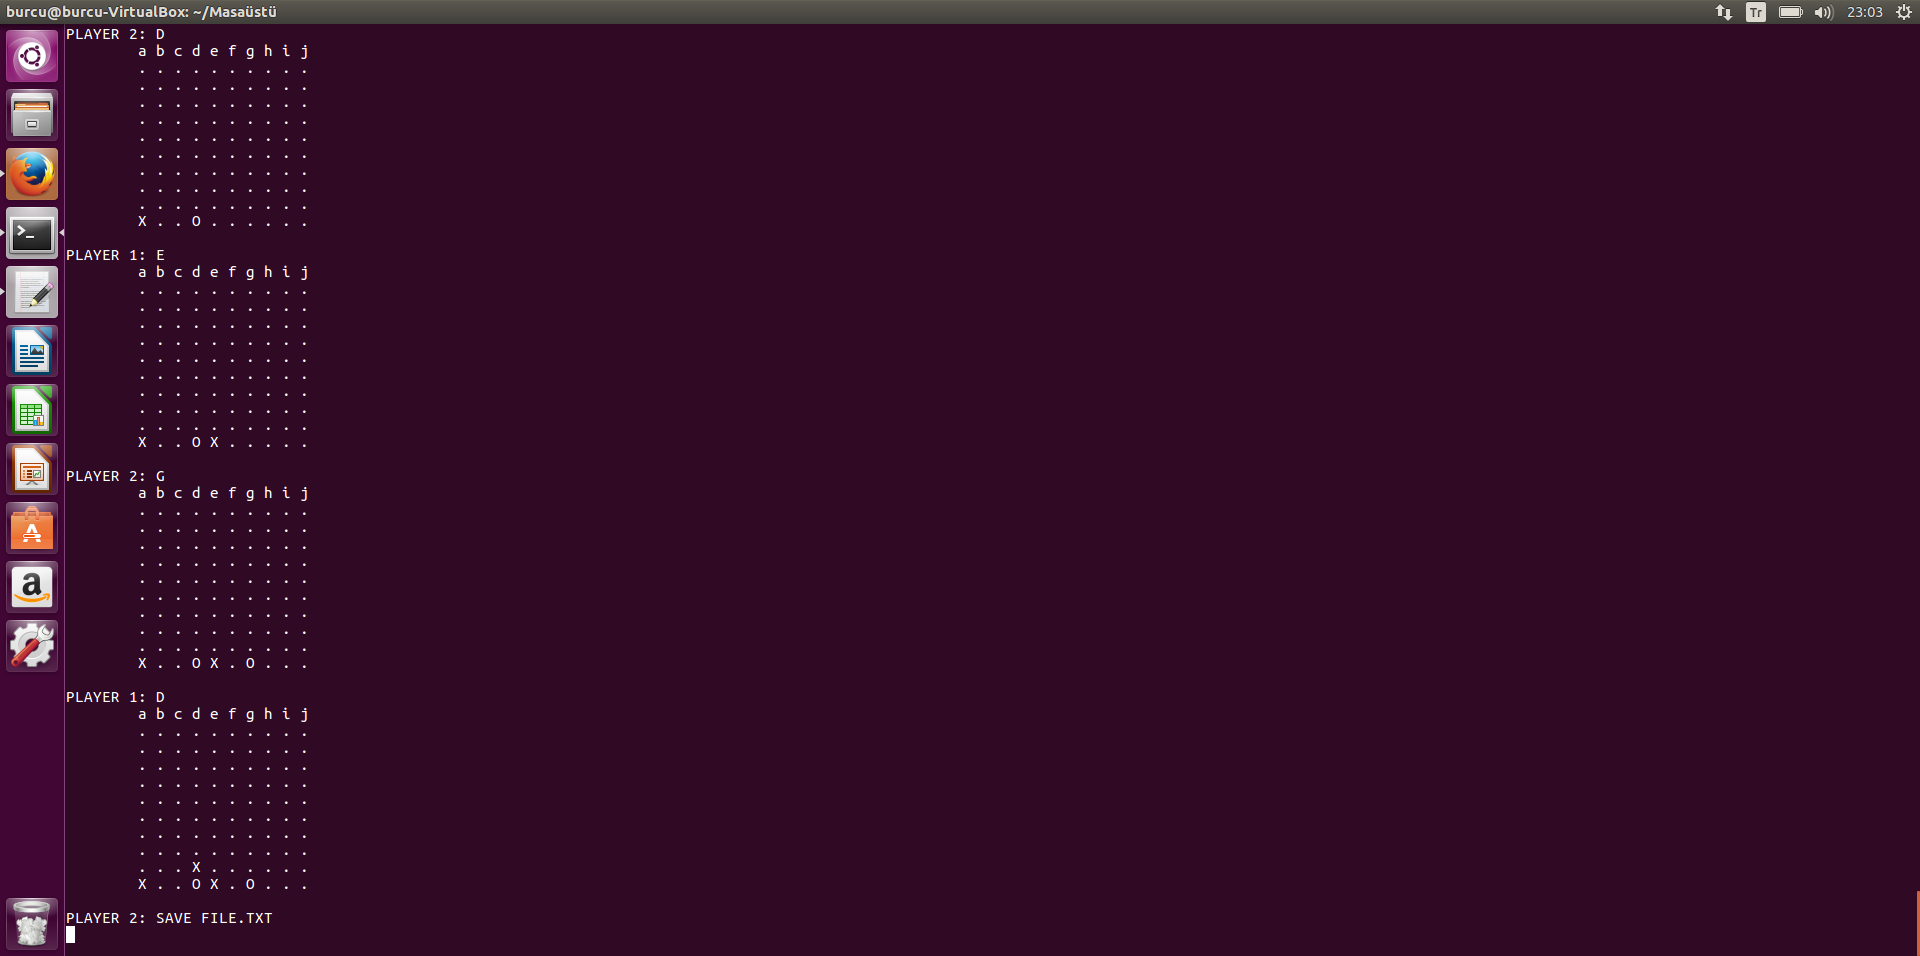 burcu@burcu-VirtualBox: ~/Masaüstü Tr 23:03
PLAYER 2: D
a b c d e f g h i j
. . . . . . . . . .
. . . . . . . . . .
. . . . . . . . . .
. . . . . . . . . .
. . . . . . . . . .
. . . . . . . . . .
. . . . . . . . . .
. . . . . . . . . .
. . . . . . . . . .
X . . O . . . . . .
PLAYER 1: E
a b c d e f g h i j
. . . . . . . . . .
. . . . . . . . . .
. . . . . . . . . .
. . . . . . . . . .
. . . . . . . . . .
. . . . . . . . . .
. . . . . . . . . .
. . . . . . . . . .
. . . . . . . . . .
X . . O X . . . . .
PLAYER 2: G
a b c d e f g h i j
. . . . . . . . . .
. . . . . . . . . .
. . . . . . . . . .
. . . . . . . . . .
. . . . . . . . . .
. . . . . . . . . .
. . . . . . . . . .
. . . . . . . . . .
. . . . . . . . . .
X . . O X . O . . .
PLAYER 1: D
a b c d e f g h i j
. . . . . . . . . .
. . . . . . . . . .
. . . . . . . . . .
. . . . . . . . . .
. . . . . . . . . .
. . . . . . . . . .
. . . . . . . . . .
. . . . . . . . . .
. . . X . . . . . .
X . . O X . O . . .
PLAYER 2: SAVE FILE.TXT